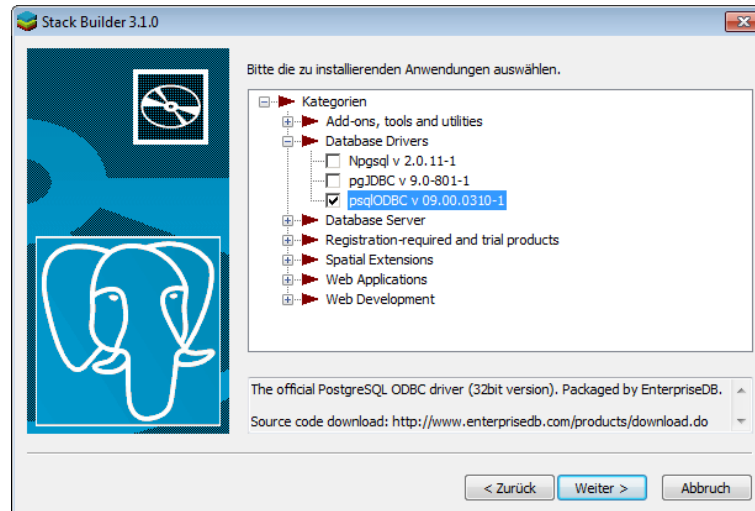 Stack Builder 3.1.0
Bitte die zu installierenden Anwendungen auswählen.
Kategorien
Add-ons, tools and utilities
Database Drivers
Npgsql v 2.0.11-1
pgJDBC v 9.0-801-1
psqlODBC v 09.00.0310-1
Database Server
Registration-required and trial products
Spatial Extensions
Web Applications
Web Development
The official PostgreSQL ODBC driver (32bit version). Packaged by EnterpriseDB.
Source code download: http://www.enterprisedb.com/products/download.do
< Zurück Weiter > Abbruch